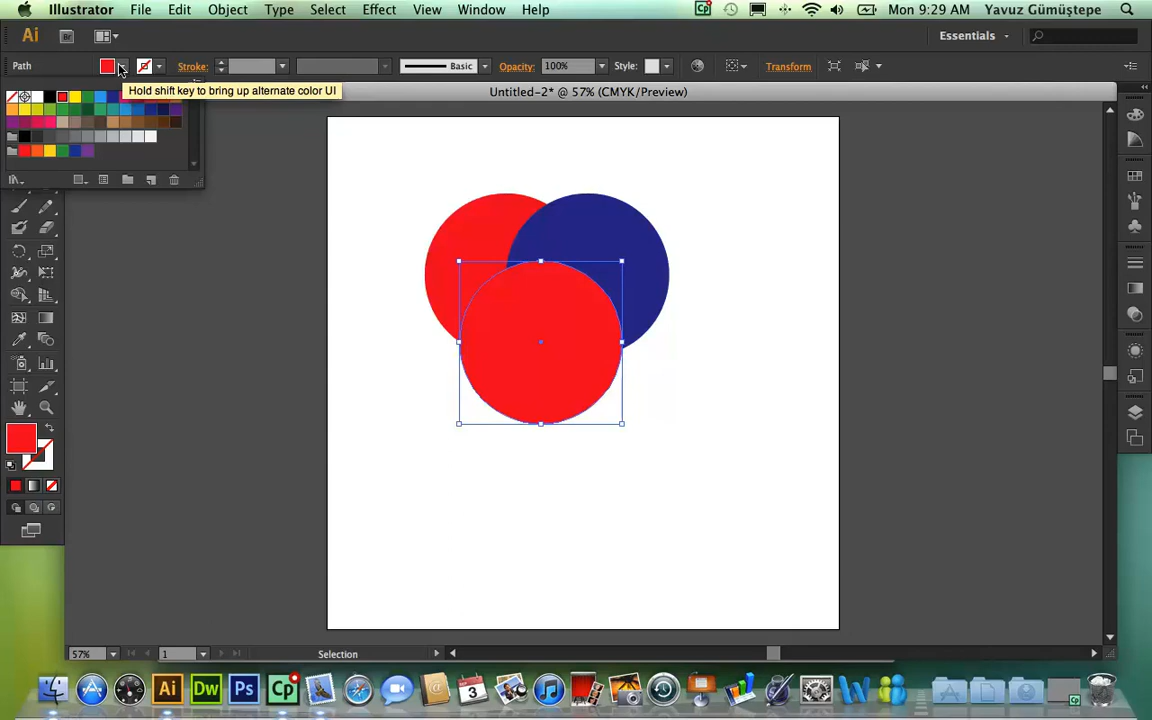 Illustrator File Edit Object Type Select Effect View Window Help Mon 9:29 AM Yavuz Gümüştepe
Ai Br Essentials
Path Stroke: Basic Opacity: 100% Style: Transform
Hold shift key to bring up alternate color UI
Untitled-2* @ 57% (CMYK/Preview)
57% 1 Selection
Ai Dw Ps Cp 3 W